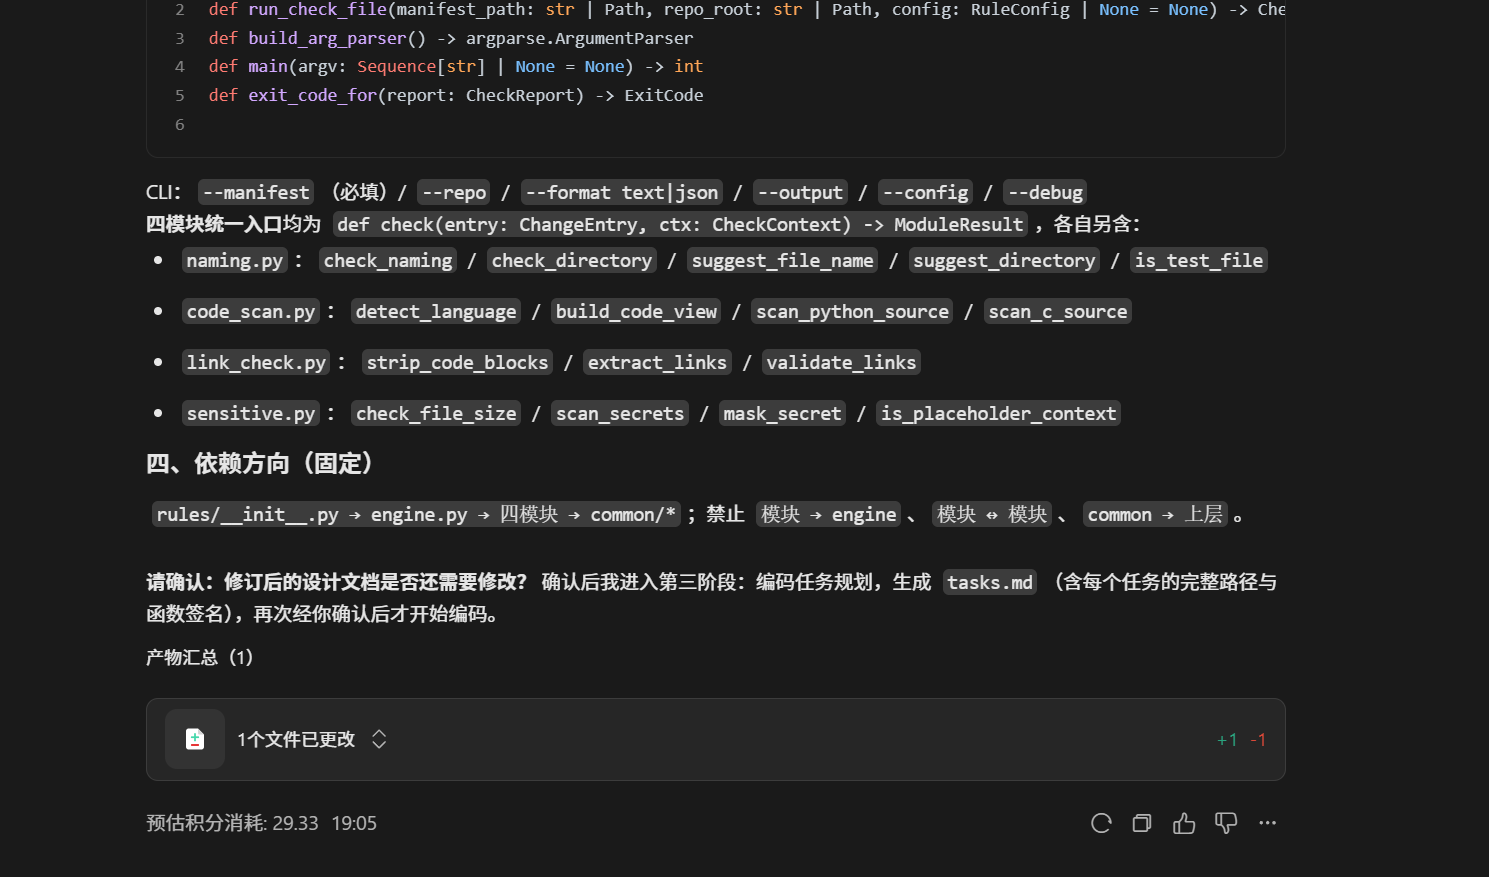 2 def run_check_file(manifest_path: str | Path, repo_root: str | Path, config: RuleConfig | None = None) -> Che
3 def build_arg_parser() -> argparse.ArgumentParser
4 def main(argv: Sequence[str] | None = None) -> int
5 def exit_code_for(report: CheckReport) -> ExitCode
6
CLI： --manifest （必填）/ --repo / --format text|json / --output / --config / --debug
四模块统一入口均为 def check(entry: ChangeEntry, ctx: CheckContext) -> ModuleResult ，各自另含：
• naming.py ： check_naming / check_directory / suggest_file_name / suggest_directory / is_test_file
• code_scan.py ： detect_language / build_code_view / scan_python_source / scan_c_source
• link_check.py ： strip_code_blocks / extract_links / validate_links
• sensitive.py ： check_file_size / scan_secrets / mask_secret / is_placeholder_context
四、依赖方向（固定）
rules/__init__.py → engine.py → 四模块 → common/* ；禁止 模块 → engine 、 模块 ↔ 模块 、 common → 上层 。
请确认：修订后的设计文档是否还需要修改？ 确认后我进入第三阶段：编码任务规划，生成 tasks.md （含每个任务的完整路径与
函数签名），再次经你确认后才开始编码。
产物汇总（1）
1个文件已更改 +1 -1
预估积分消耗: 29.33 19:05